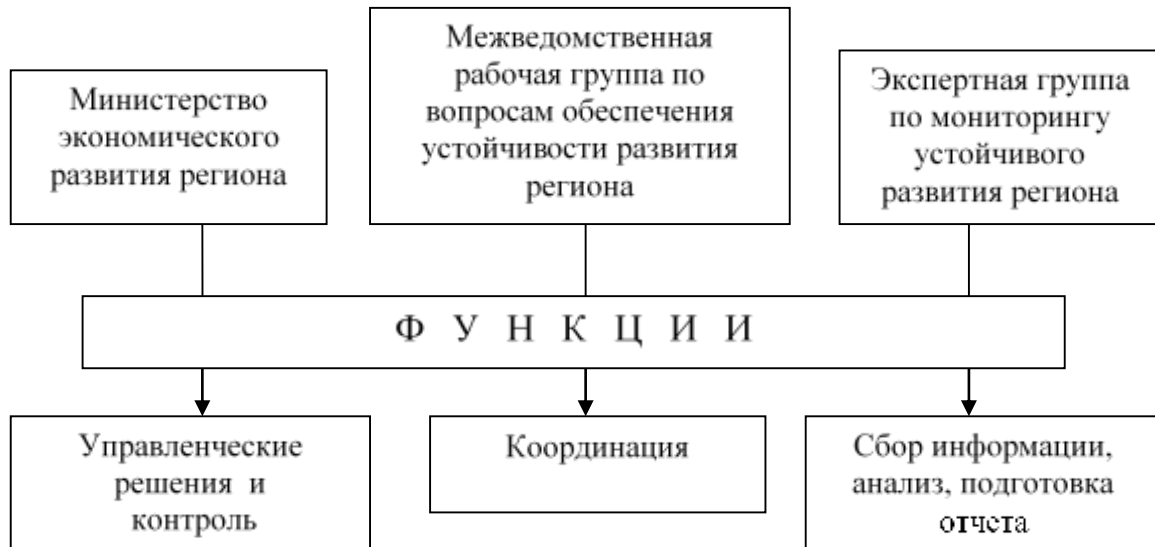 Министерство
экономического
развития региона
Межведомственная
рабочая группа по
вопросам обеспечения
устойчивости развития
региона
Экспертная группа
по мониторингу
устойчивого
развития региона
Ф У Н К Ц И И
Управленческие
решения и
контроль
Координация
Сбор информации,
анализ, подготовка
отчета